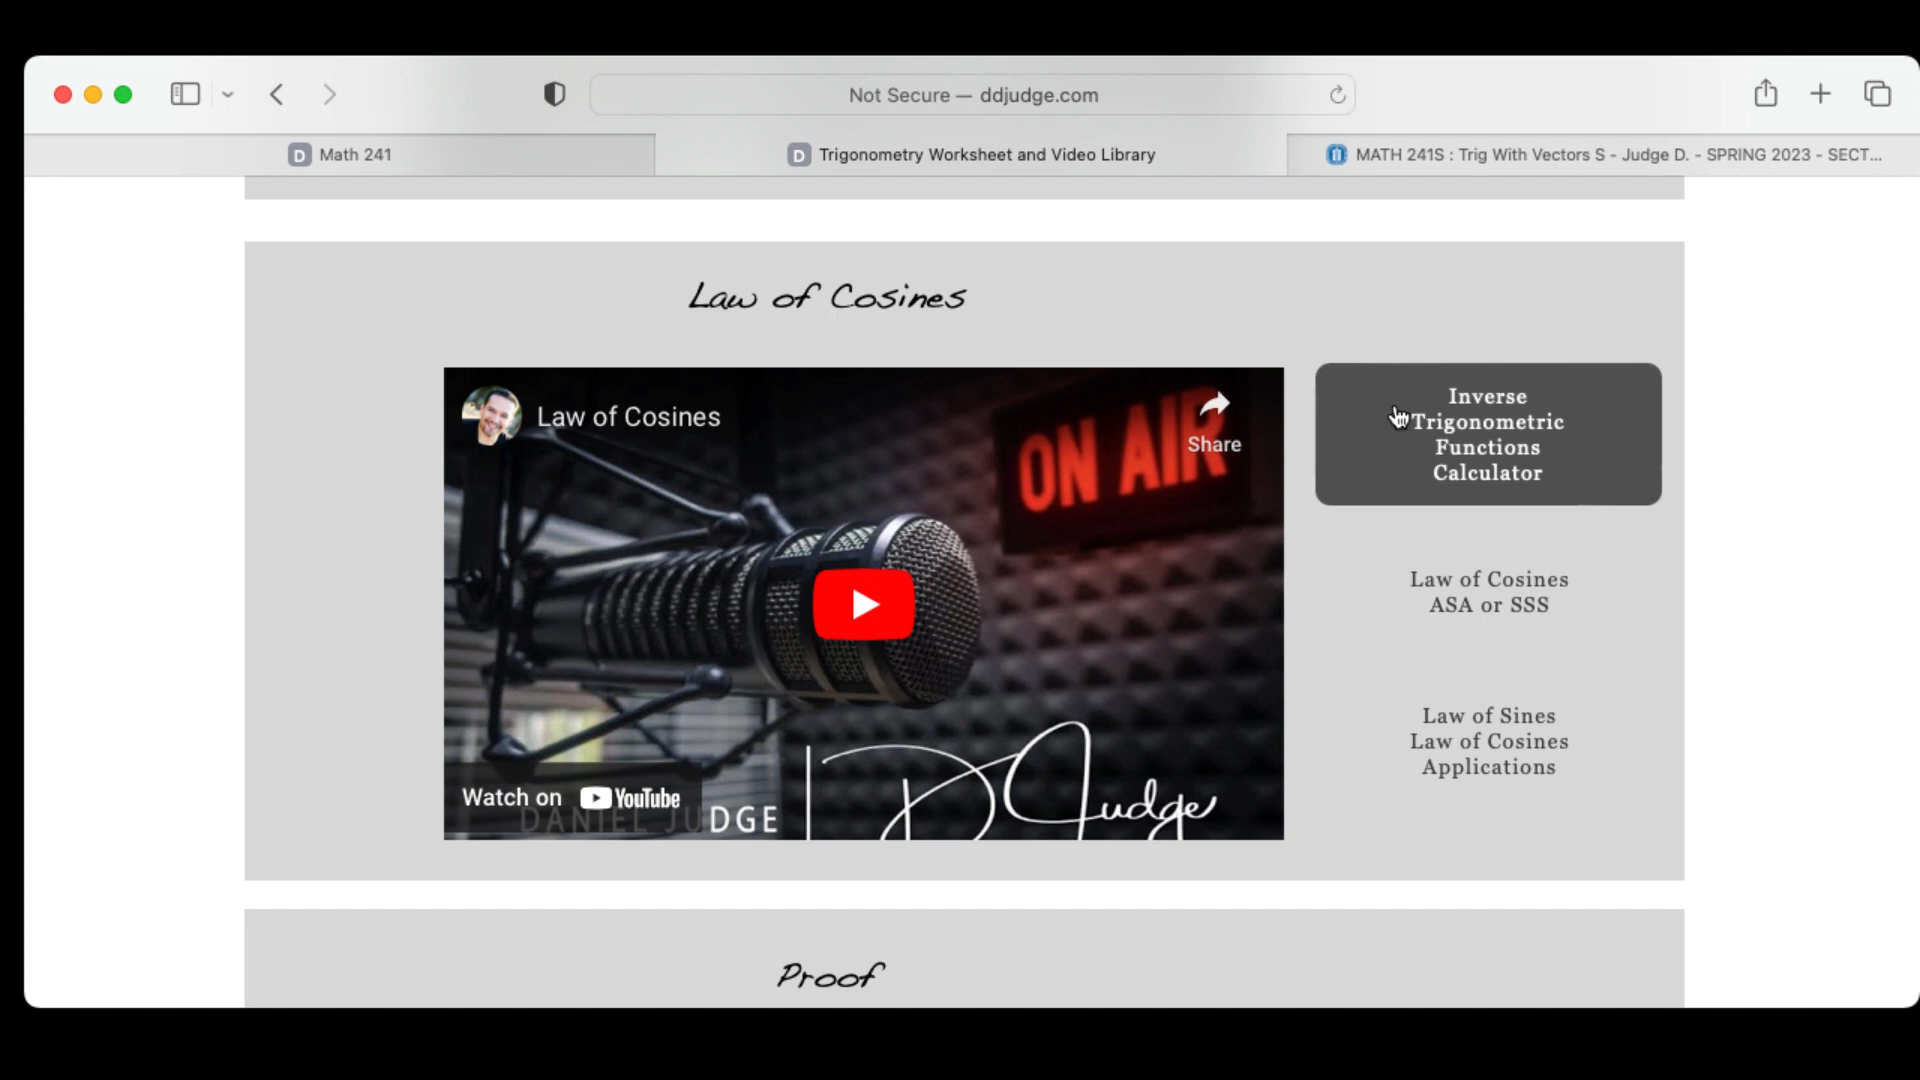 Not Secure — ddjudge.com
D Math 241
D Trigonometry Worksheet and Video Library
MATH 241S : Trig With Vectors S - Judge D. - SPRING 2023 - SECT...
Law of Cosines
Law of Cosines
Share
ON AIR
Watch on YouTube
DANIEL JUDGE
D Judge
Inverse
Trigonometric
Functions
Calculator
Law of Cosines
ASA or SSS
Law of Sines
Law of Cosines
Applications
Proof